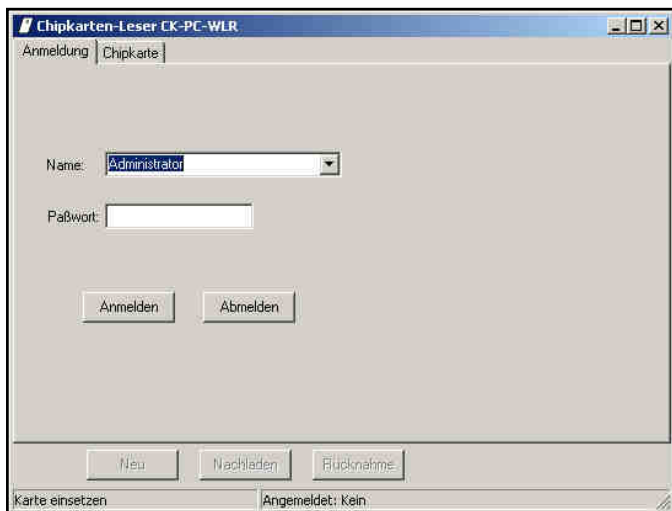 Chipkarten-Leser CK-PC-WLR
Anmeldung Chipkarte
Name: Administrator
Paßwort:
Anmelden Abmelden
Neu Nachladen Rücknahme
Karte einsetzen Angemeldet: Kein